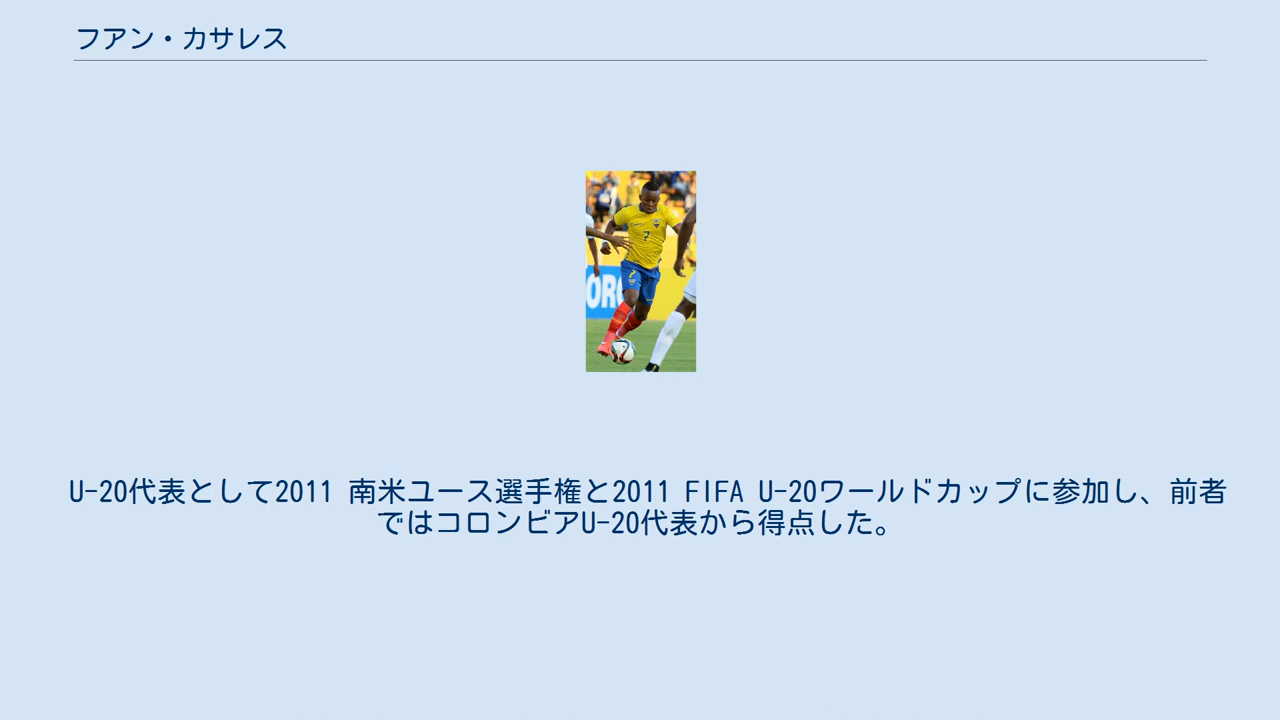 フアン・カサレス
7
7
ORO
U-20代表として2011 南米ユース選手権と2011 FIFA U-20ワールドカップに参加し、前者
ではコロンビアU-20代表から得点した。